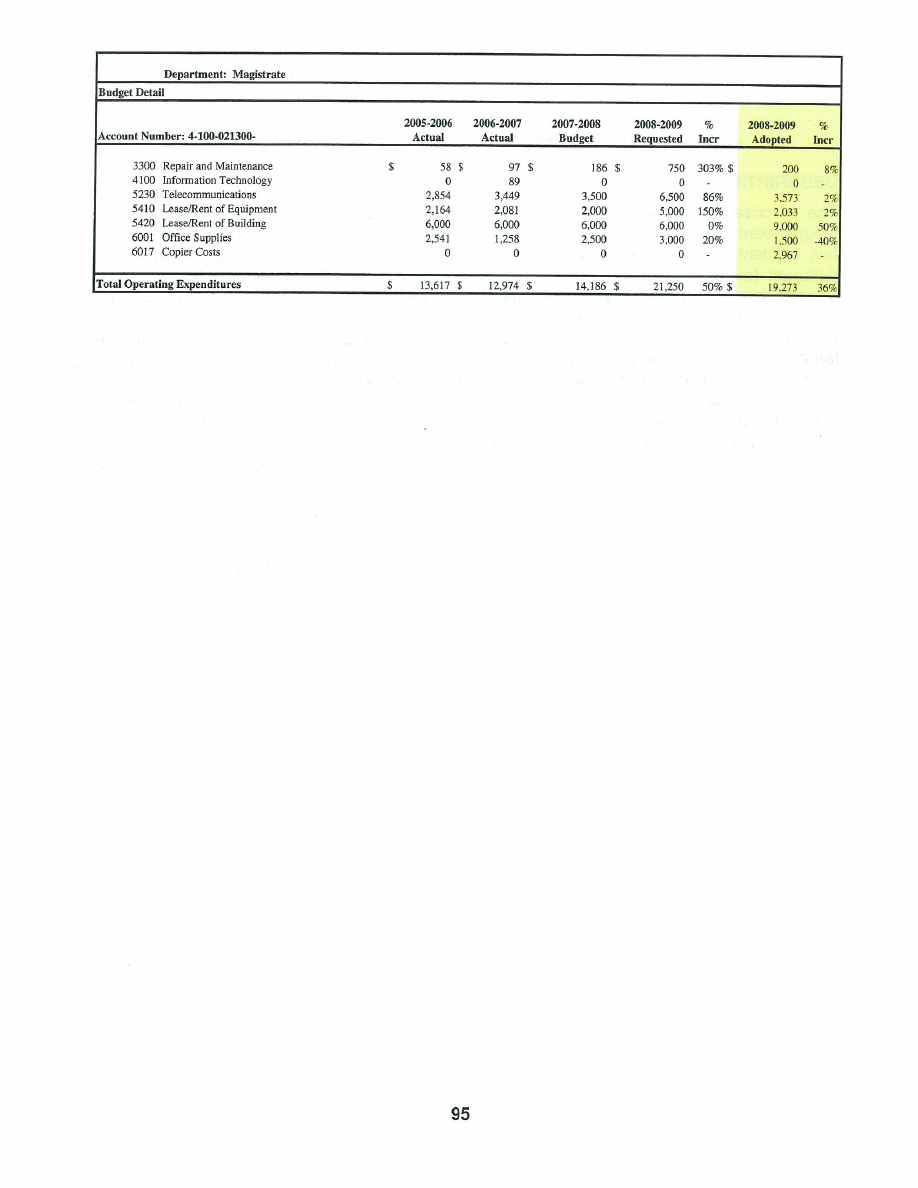 Department: Magistrate
Budget Detail
2005-2006 2006-2007 2007-2008 2008-2009 % 2008-2009 %
Account Number: 4-100-021300- Actual Actual Budget Requested Incr Adopted Incr
3300 Repair and Maintenance $ 58 $ 97 $ 186 $ 750 303% $ 200 8%
4100 Information Technology 0 89 0 0 - 0 -
5230 Telecommunications 2,854 3,449 3,500 6,500 86% 3,573 2%
5410 Lease/Rent of Equipment 2,164 2,081 2,000 5,000 150% 2,033 2%
5420 Lease/Rent of Building 6,000 6,000 6,000 6,000 0% 9,000 50%
6001 Office Supplies 2,541 1,258 2,500 3,000 20% 1,500 -40%
6017 Copier Costs 0 0 0 0 - 2,967 -
Total Operating Expenditures $ 13,617 $ 12,974 $ 14,186 $ 21,250 50% $ 19,273 36%
95